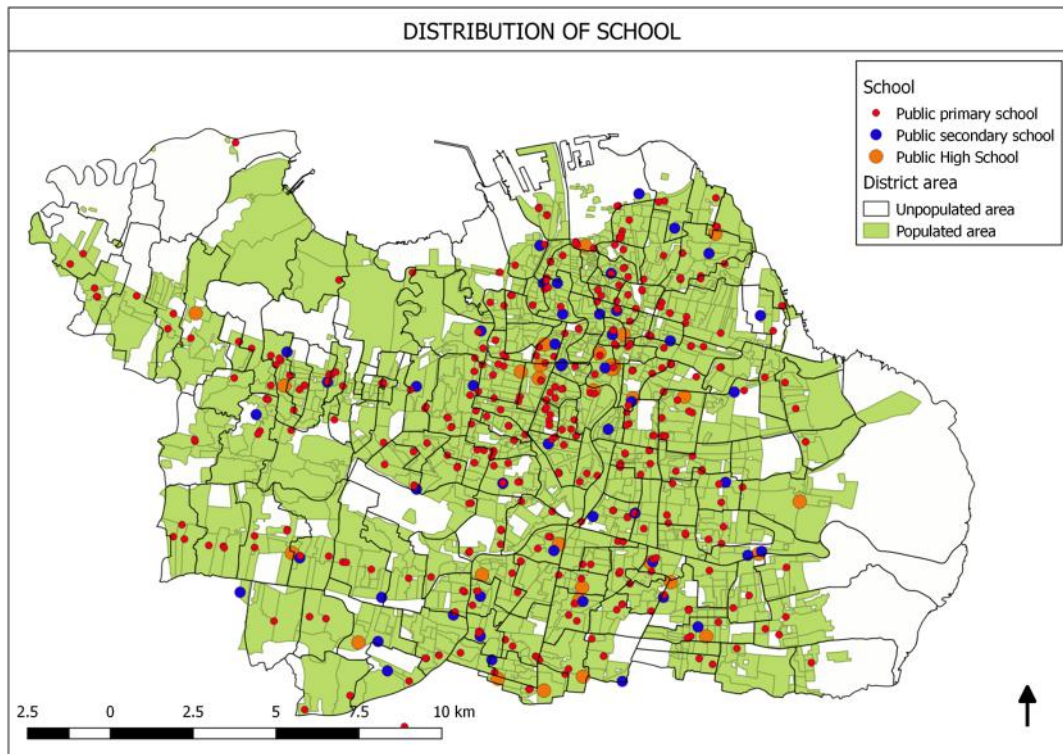 DISTRIBUTION OF SCHOOL
School
Public primary school
Public secondary school
Public High School
District area
Unpopulated area
Populated area
2.5 0 2.5 5 7.5 10 km